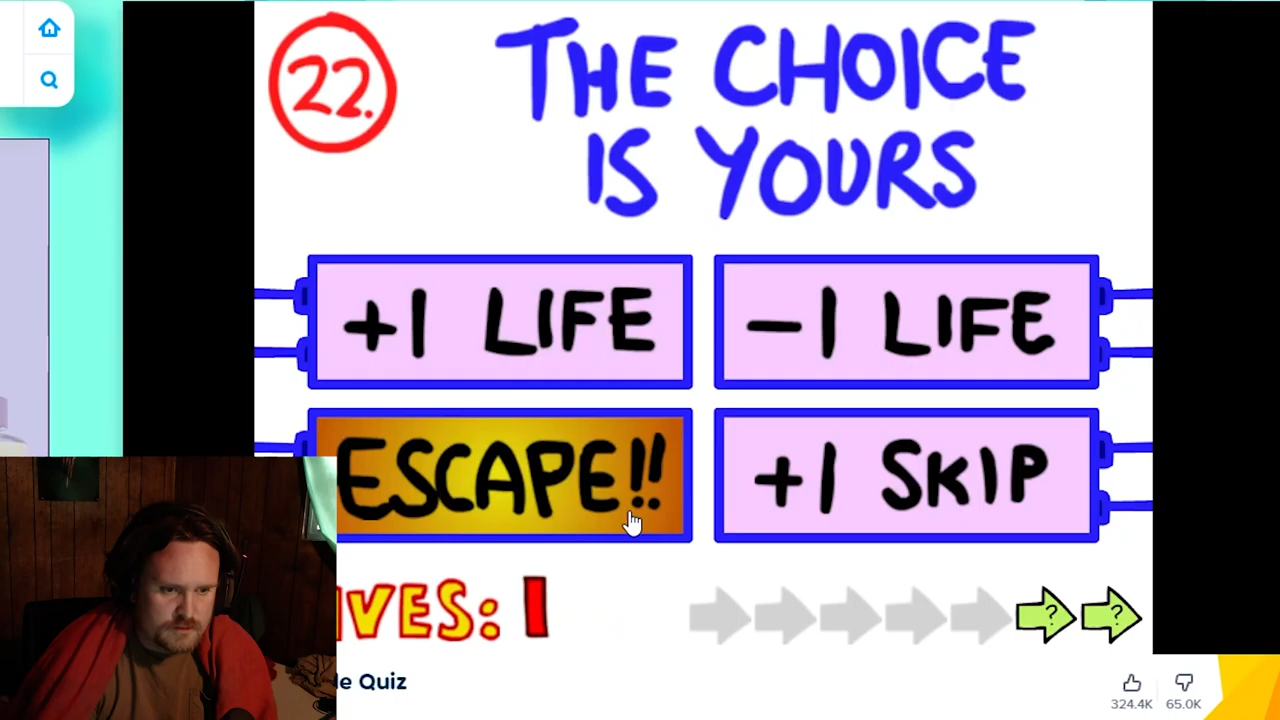 22.
THE CHOICE
IS YOURS
+1 LIFE
-1 LIFE
ESCAPE!!
+1 SKIP
IVES: 1
? ?
le Quiz
324.4K
65.0K